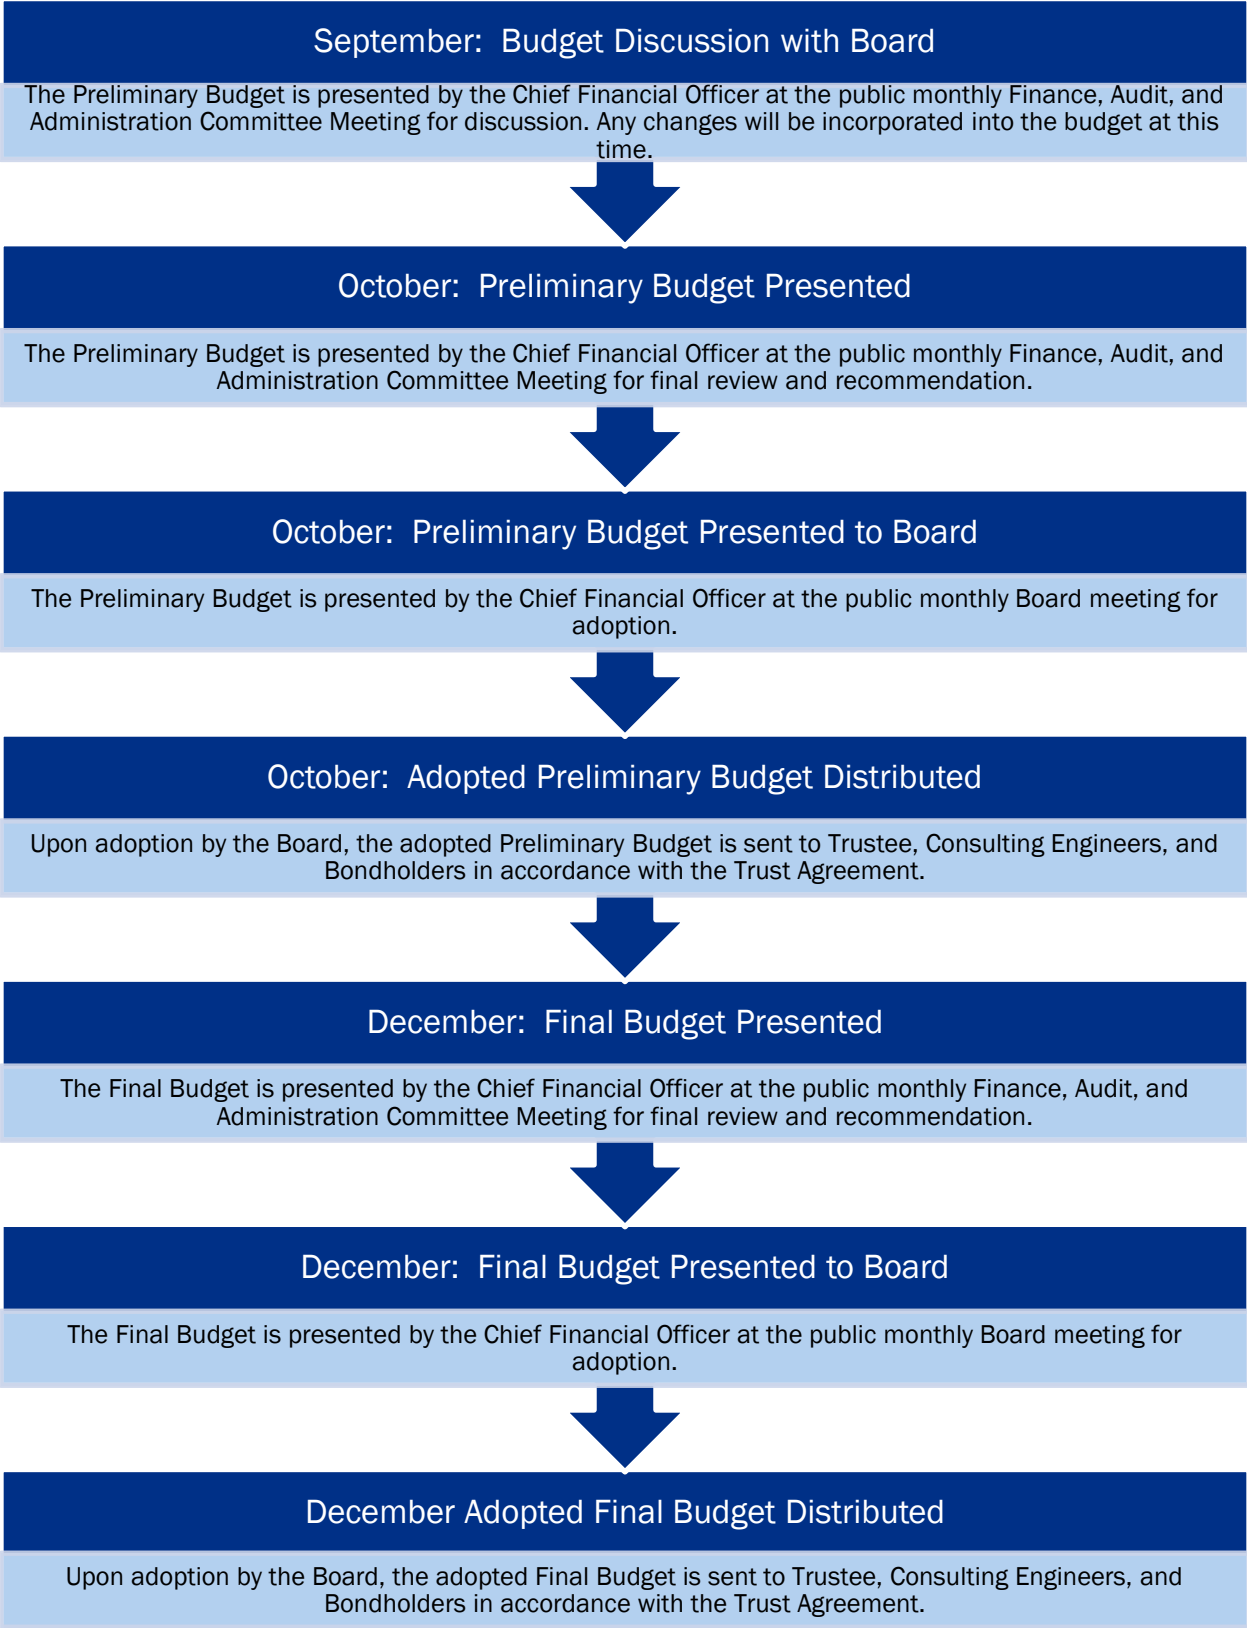 September:  Budget Discussion with Board
The Preliminary Budget is presented by the Chief Financial Officer at the public monthly Finance, Audit, and
Administration Committee Meeting for discussion. Any changes will be incorporated into the budget at this
time.
October:  Preliminary Budget Presented
The Preliminary Budget is presented by the Chief Financial Officer at the public monthly Finance, Audit, and
Administration Committee Meeting for final review and recommendation.
October:  Preliminary Budget Presented to Board
The Preliminary Budget is presented by the Chief Financial Officer at the public monthly Board meeting for
adoption.
October:  Adopted Preliminary Budget Distributed
Upon adoption by the Board, the adopted Preliminary Budget is sent to Trustee, Consulting Engineers, and
Bondholders in accordance with the Trust Agreement.
December:  Final Budget Presented
The Final Budget is presented by the Chief Financial Officer at the public monthly Finance, Audit, and
Administration Committee Meeting for final review and recommendation.
December:  Final Budget Presented to Board
The Final Budget is presented by the Chief Financial Officer at the public monthly Board meeting for
adoption.
December Adopted Final Budget Distributed
Upon adoption by the Board, the adopted Final Budget is sent to Trustee, Consulting Engineers, and
Bondholders in accordance with the Trust Agreement.